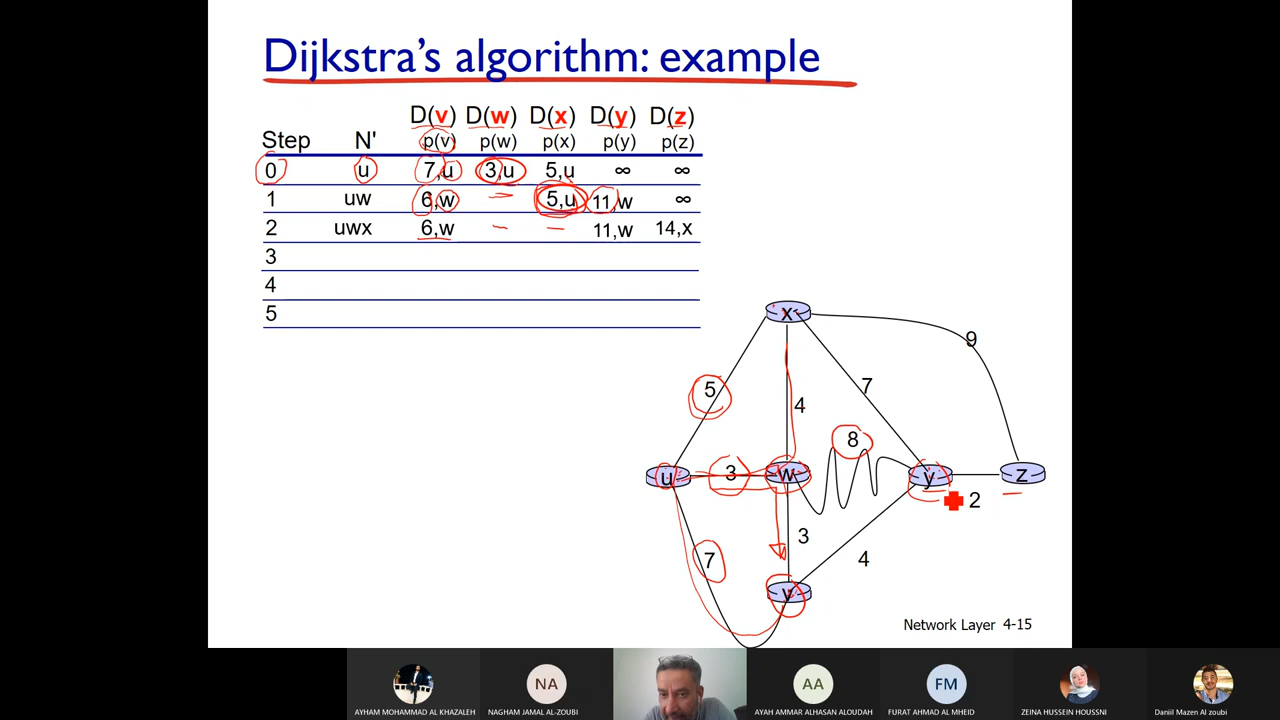 Dijkstra's algorithm: example
D(v) D(w) D(x) D(y) D(z)
Step N' p(v) p(w) p(x) p(y) p(z)
0 u 7,u 3,u 5,u ∞ ∞
1 uw 6,w 5,u 11,w ∞
2 uwx 6,w 11,w 14,x
3
4
5
x
9
5
7
4
8
u
3
w
y
z
2
3
7
4
v
Network Layer 4-15
NA
AA
FM
AYHAM MOHAMMAD AL KHAZALEH
NAGHAM JAMAL AL-ZOUBI
AYAH AMMAR ALHASAN ALOUDAH
FURAT AHMAD AL MHEID
ZEINA HUSSEIN HOUSSNI
Daniil Mazen Al zoubi